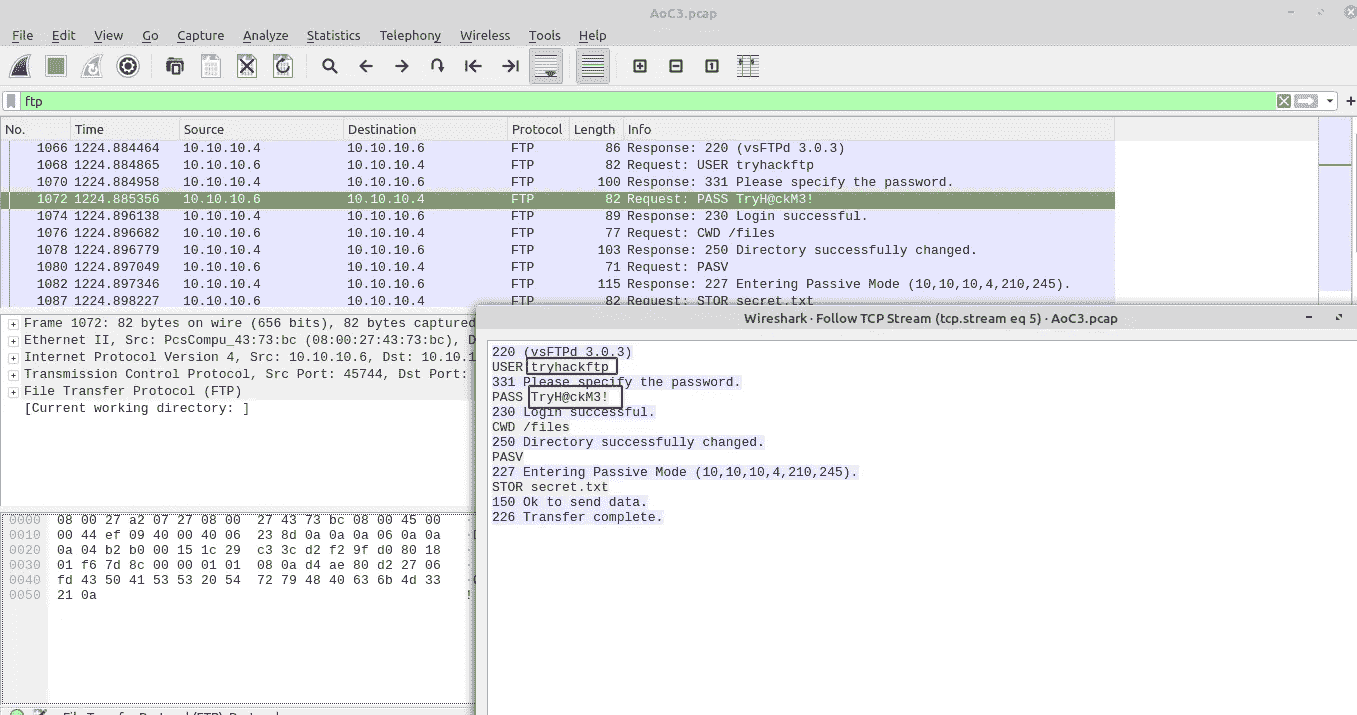 AoC3.pcap
File Edit View Go Capture Analyze Statistics Telephony Wireless Tools Help
ftp
No. Time Source Destination Protocol Length Info
1066 1224.884464 10.10.10.4 10.10.10.6 FTP 86 Response: 220 (vsFTPd 3.0.3)
1068 1224.884865 10.10.10.6 10.10.10.4 FTP 82 Request: USER tryhackftp
1070 1224.884958 10.10.10.4 10.10.10.6 FTP 100 Response: 331 Please specify the password.
1072 1224.885356 10.10.10.6 10.10.10.4 FTP 82 Request: PASS TryH@ckM3!
1074 1224.896138 10.10.10.4 10.10.10.6 FTP 89 Response: 230 Login successful.
1076 1224.896682 10.10.10.6 10.10.10.4 FTP 77 Request: CWD /files
1078 1224.896779 10.10.10.4 10.10.10.6 FTP 103 Response: 250 Directory successfully changed.
1080 1224.897049 10.10.10.6 10.10.10.4 FTP 71 Request: PASV
1082 1224.897346 10.10.10.4 10.10.10.6 FTP 115 Response: 227 Entering Passive Mode (10,10,10,4,210,245).
1087 1224.898227 10.10.10.6 10.10.10.4 FTP 82 Request: STOR secret.txt
Frame 1072: 82 bytes on wire (656 bits), 82 bytes captured
Ethernet II, Src: PcsCompu_43:73:bc (08:00:27:43:73:bc), D
Internet Protocol Version 4, Src: 10.10.10.6, Dst: 10.10.1
Transmission Control Protocol, Src Port: 45744, Dst Port:
File Transfer Protocol (FTP)
[Current working directory: ]
0000 08 00 27 a2 07 27 08 00 27 43 73 bc 08 00 45 00
0010 00 44 ef 09 40 00 40 06 23 8d 0a 0a 0a 06 0a 0a
0020 0a 04 b2 b0 00 15 1c 29 c3 3c d2 f2 9f d0 80 18
0030 01 f6 7d 8c 00 00 01 01 08 0a d4 ae 80 d2 27 06
0040 fd 43 50 41 53 53 20 54 72 79 48 40 63 6b 4d 33
0050 21 0a !
Wireshark · Follow TCP Stream (tcp.stream eq 5) · AoC3.pcap
220 (vsFTPd 3.0.3)
USER tryhackftp
331 Please specify the password.
PASS TryH@ckM3!
230 Login successful.
CWD /files
250 Directory successfully changed.
PASV
227 Entering Passive Mode (10,10,10,4,210,245).
STOR secret.txt
150 Ok to send data.
226 Transfer complete.